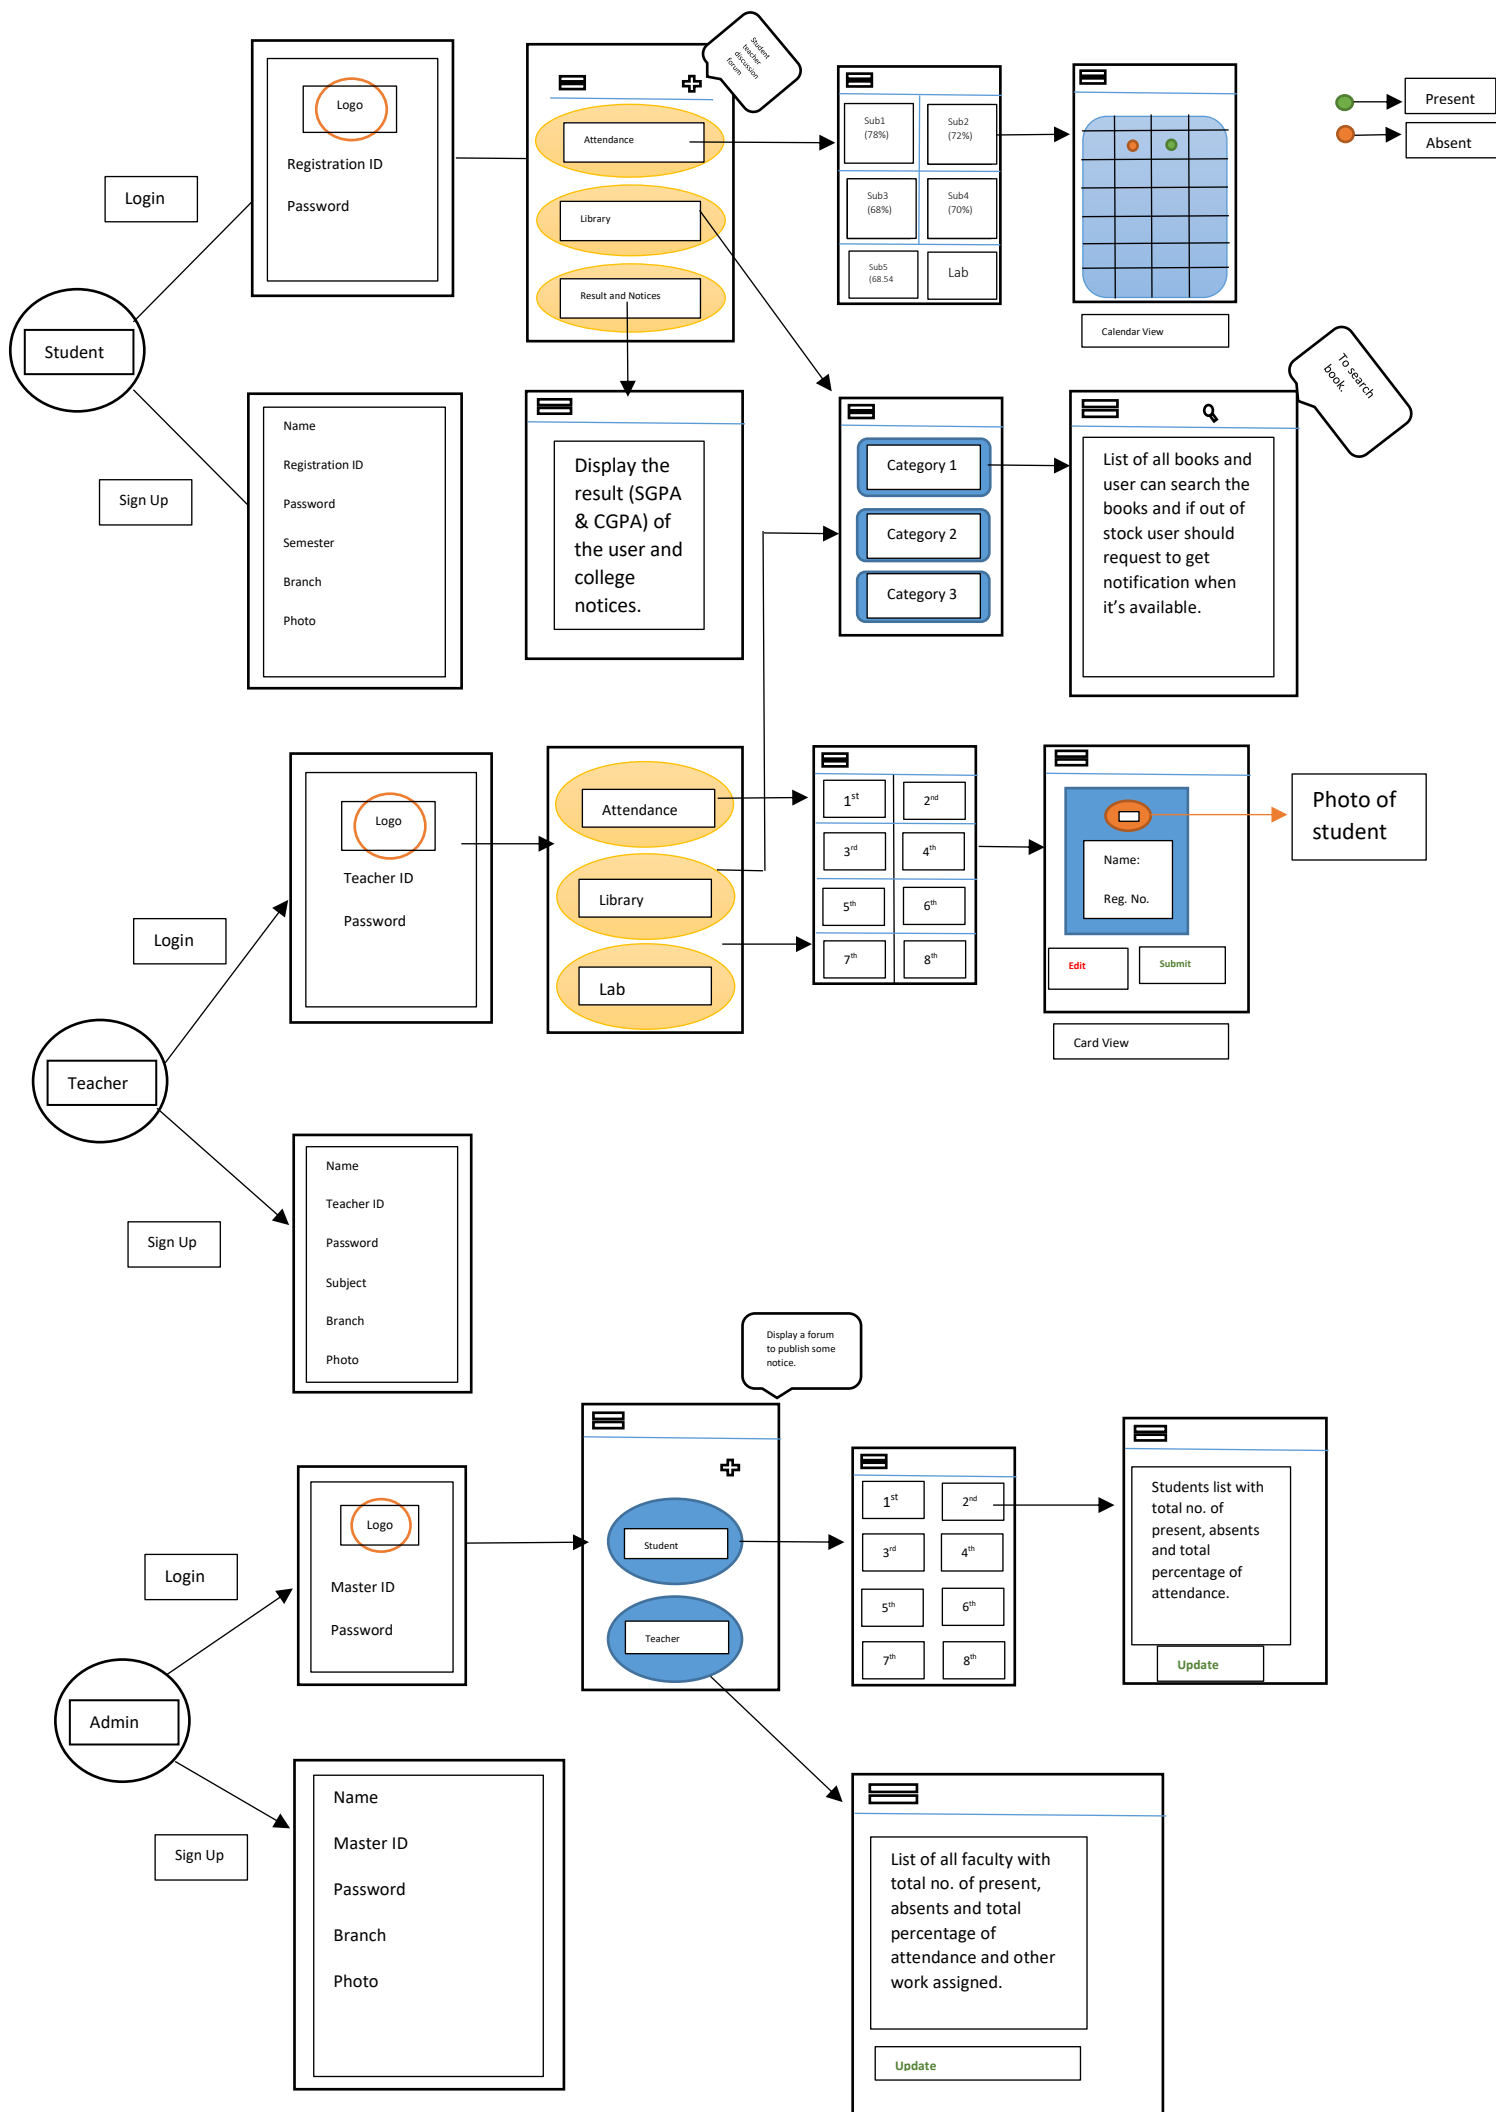 Student
teacher
discussion
forum
Login
Logo
Registration ID
Password
Attendance
Library
Result and Notices
Sub1
(78%)
Sub2
(72%)
Sub3
(68%)
Sub4
(70%)
Sub5
(68.54
Lab
Calendar View
Present
Absent
Student
Sign Up
Name
Registration ID
Password
Semester
Branch
Photo
Display the
result (SGPA
& CGPA) of
the user and
college
notices.
Category 1
Category 2
Category 3
To search
book.
List of all books and
user can search the
books and if out of
stock user should
request to get
notification when
it’s available.
Login
Logo
Teacher ID
Password
Attendance
Library
Lab
1st
2nd
3rd
4th
5th
6th
7th
8th
Name:
Reg. No.
Edit
Submit
Card View
Photo of
student
Teacher
Sign Up
Name
Teacher ID
Password
Subject
Branch
Photo
Display a forum
to publish some
notice.
Login
Logo
Master ID
Password
Student
Teacher
1st
2nd
3rd
4th
5th
6th
7th
8th
Students list with
total no. of
present, absents
and total
percentage of
attendance.
Update
Admin
Sign Up
Name
Master ID
Password
Branch
Photo
List of all faculty with
total no. of present,
absents and total
percentage of
attendance and other
work assigned.
Update